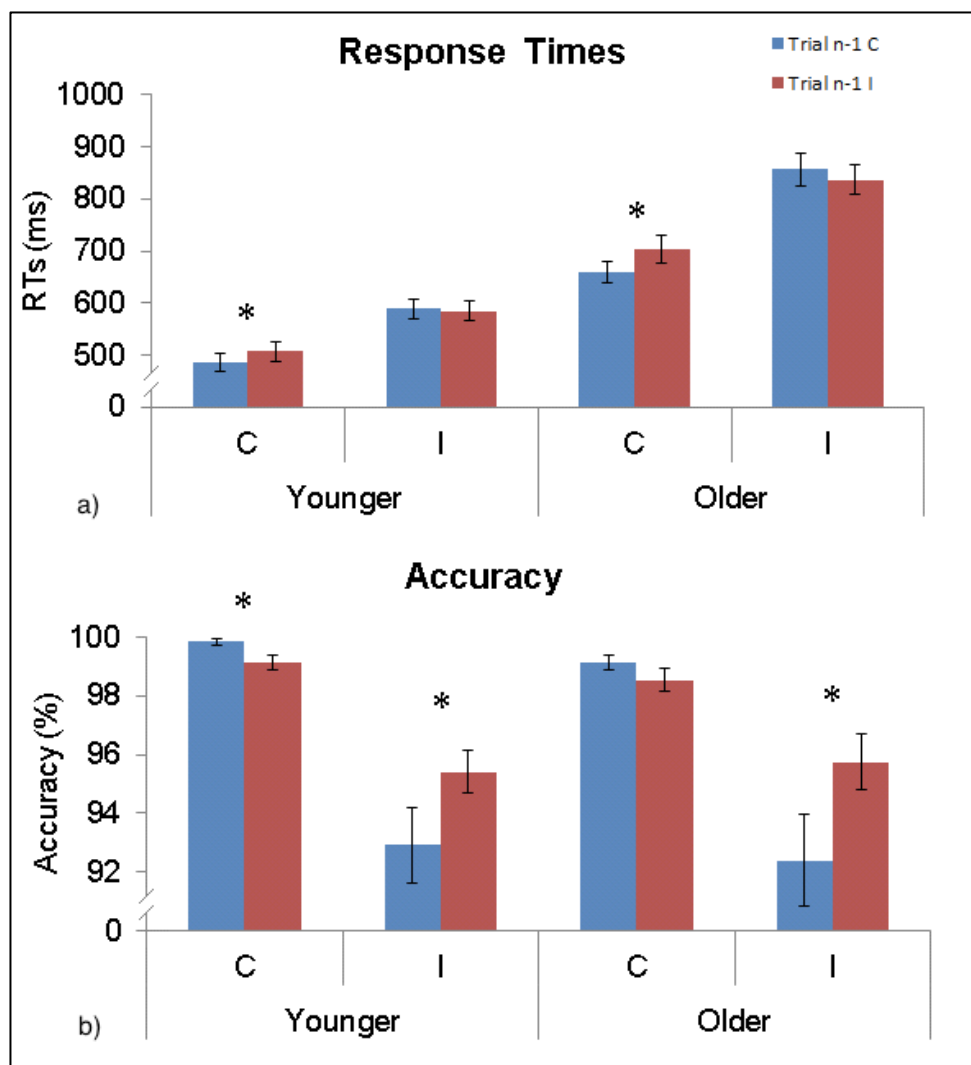 Response Times
Trial n-1 C
Trial n-1 I
1000
900
800
700
600
500
0
RTs (ms)
*
*
C I C I
Younger Older
a)
Accuracy
*
*
*
100
98
96
94
92
0
Accuracy (%)
C I C I
Younger Older
b)